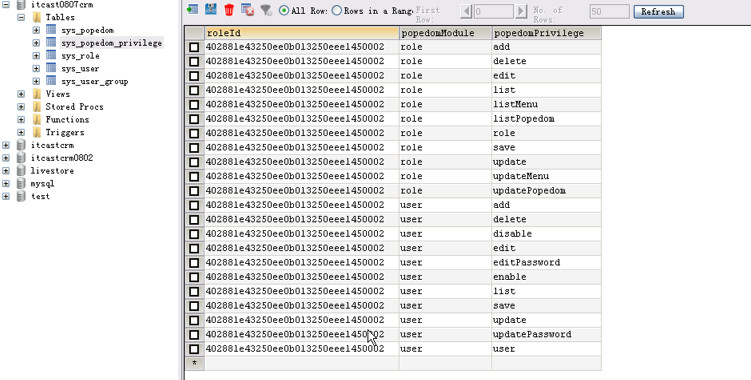 itcast0807crm
Tables
sys_popedom
sys_popedom_privilege
sys_role
sys_user
sys_user_group
Views
Stored Procs
Functions
Triggers
itcastcrm
itcastcrm0802
livestore
mysql
test
All Row: Rows in a Rang First Row: 0 No. of Rows: 50 Refresh
roleId popedomModule popedomPrivilege
402881e43250ee0b013250eee1450002 role add
402881e43250ee0b013250eee1450002 role delete
402881e43250ee0b013250eee1450002 role edit
402881e43250ee0b013250eee1450002 role list
402881e43250ee0b013250eee1450002 role listMenu
402881e43250ee0b013250eee1450002 role listPopedom
402881e43250ee0b013250eee1450002 role role
402881e43250ee0b013250eee1450002 role save
402881e43250ee0b013250eee1450002 role update
402881e43250ee0b013250eee1450002 role updateMenu
402881e43250ee0b013250eee1450002 role updatePopedom
402881e43250ee0b013250eee1450002 user add
402881e43250ee0b013250eee1450002 user delete
402881e43250ee0b013250eee1450002 user disable
402881e43250ee0b013250eee1450002 user edit
402881e43250ee0b013250eee1450002 user editPassword
402881e43250ee0b013250eee1450002 user enable
402881e43250ee0b013250eee1450002 user list
402881e43250ee0b013250eee1450002 user save
402881e43250ee0b013250eee1450002 user update
402881e43250ee0b013250eee1450002 user updatePassword
402881e43250ee0b013250eee1450002 user user
*